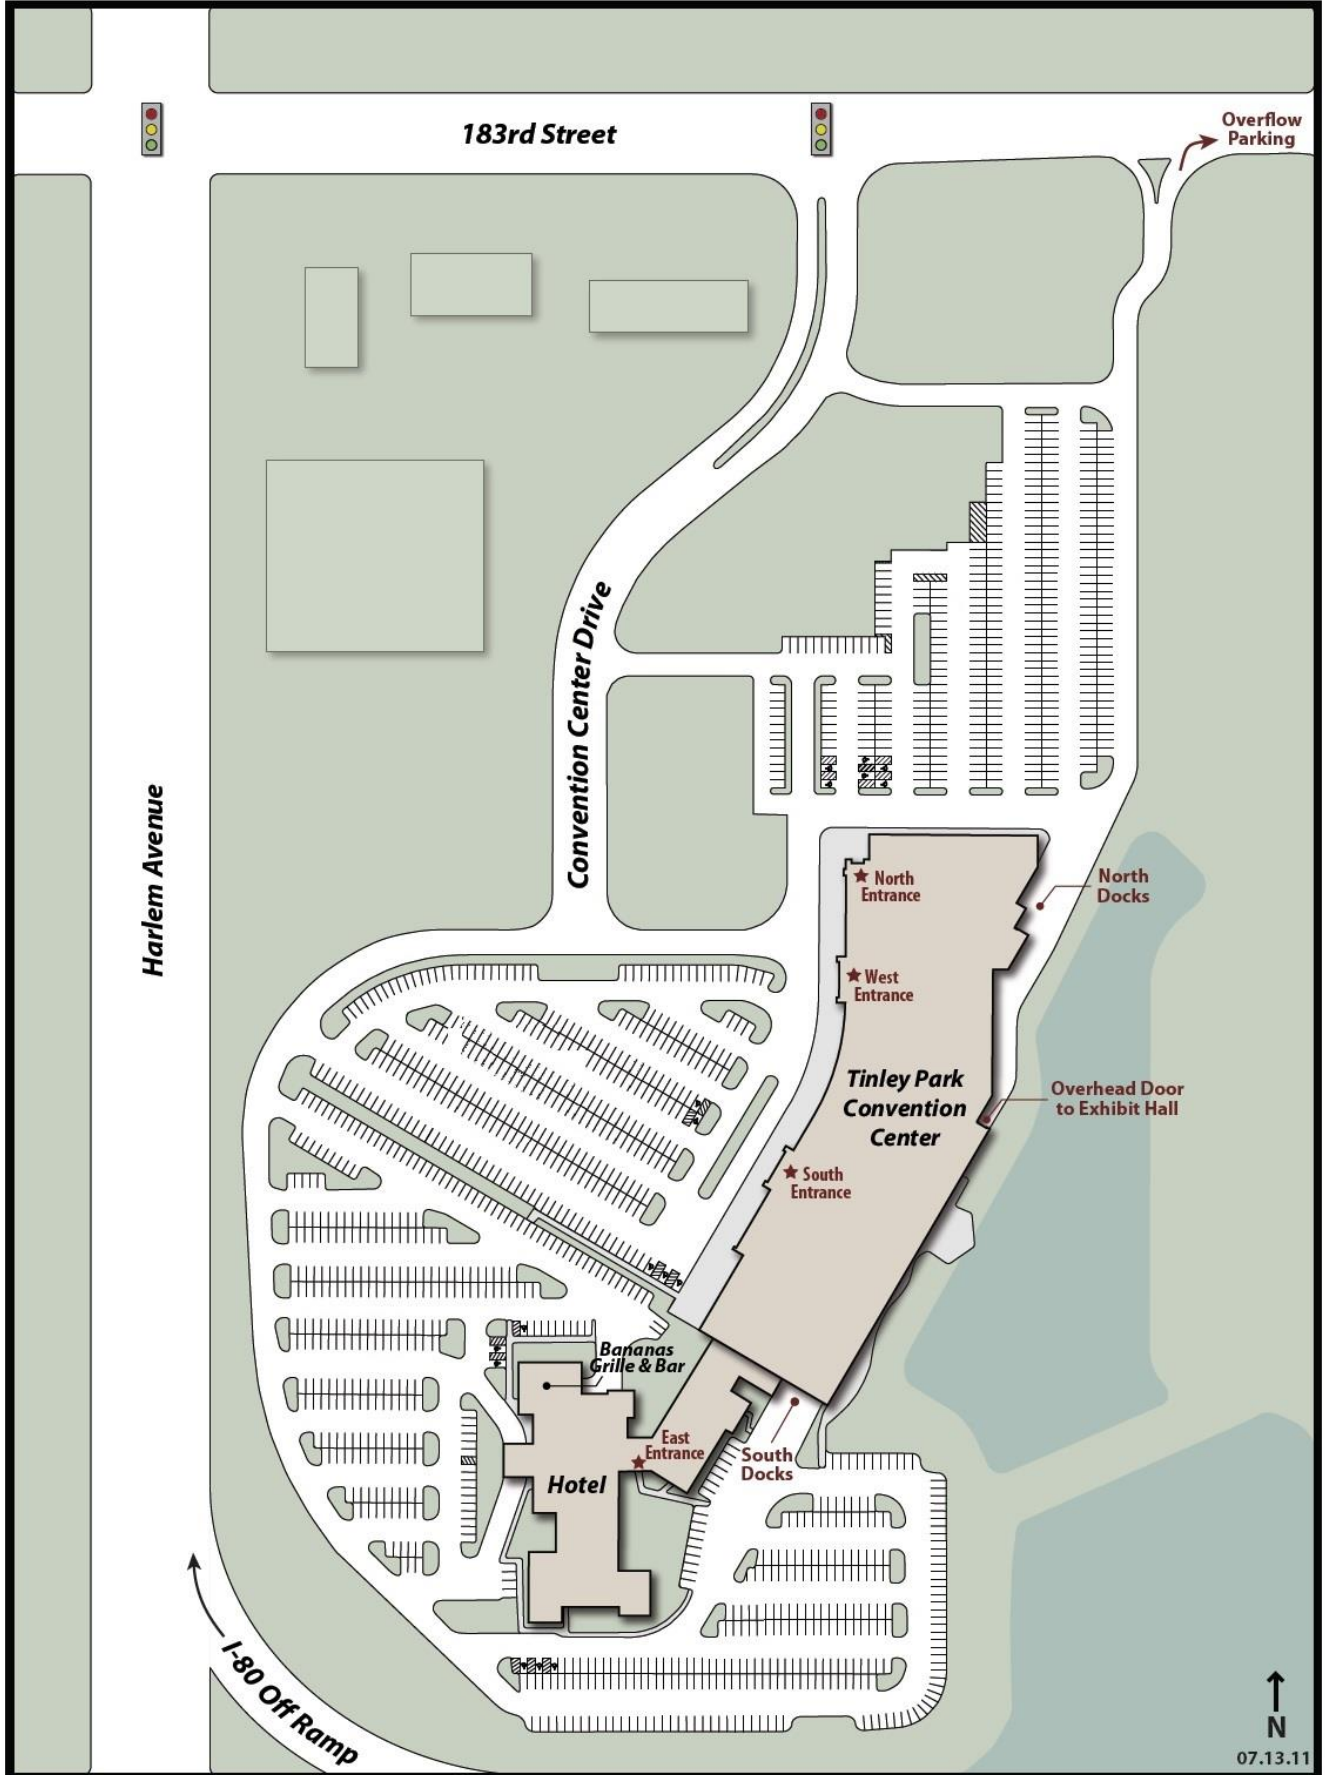 183rd Street
Overflow
Parking
Convention Center Drive
Harlem Avenue
North
Entrance
North
Docks
West
Entrance
Tinley Park
Convention
Center
Overhead Door
to Exhibit Hall
South
Entrance
Bananas
Grille & Bar
East
Entrance
South
Docks
Hotel
I-80 Off Ramp
N
07.13.11